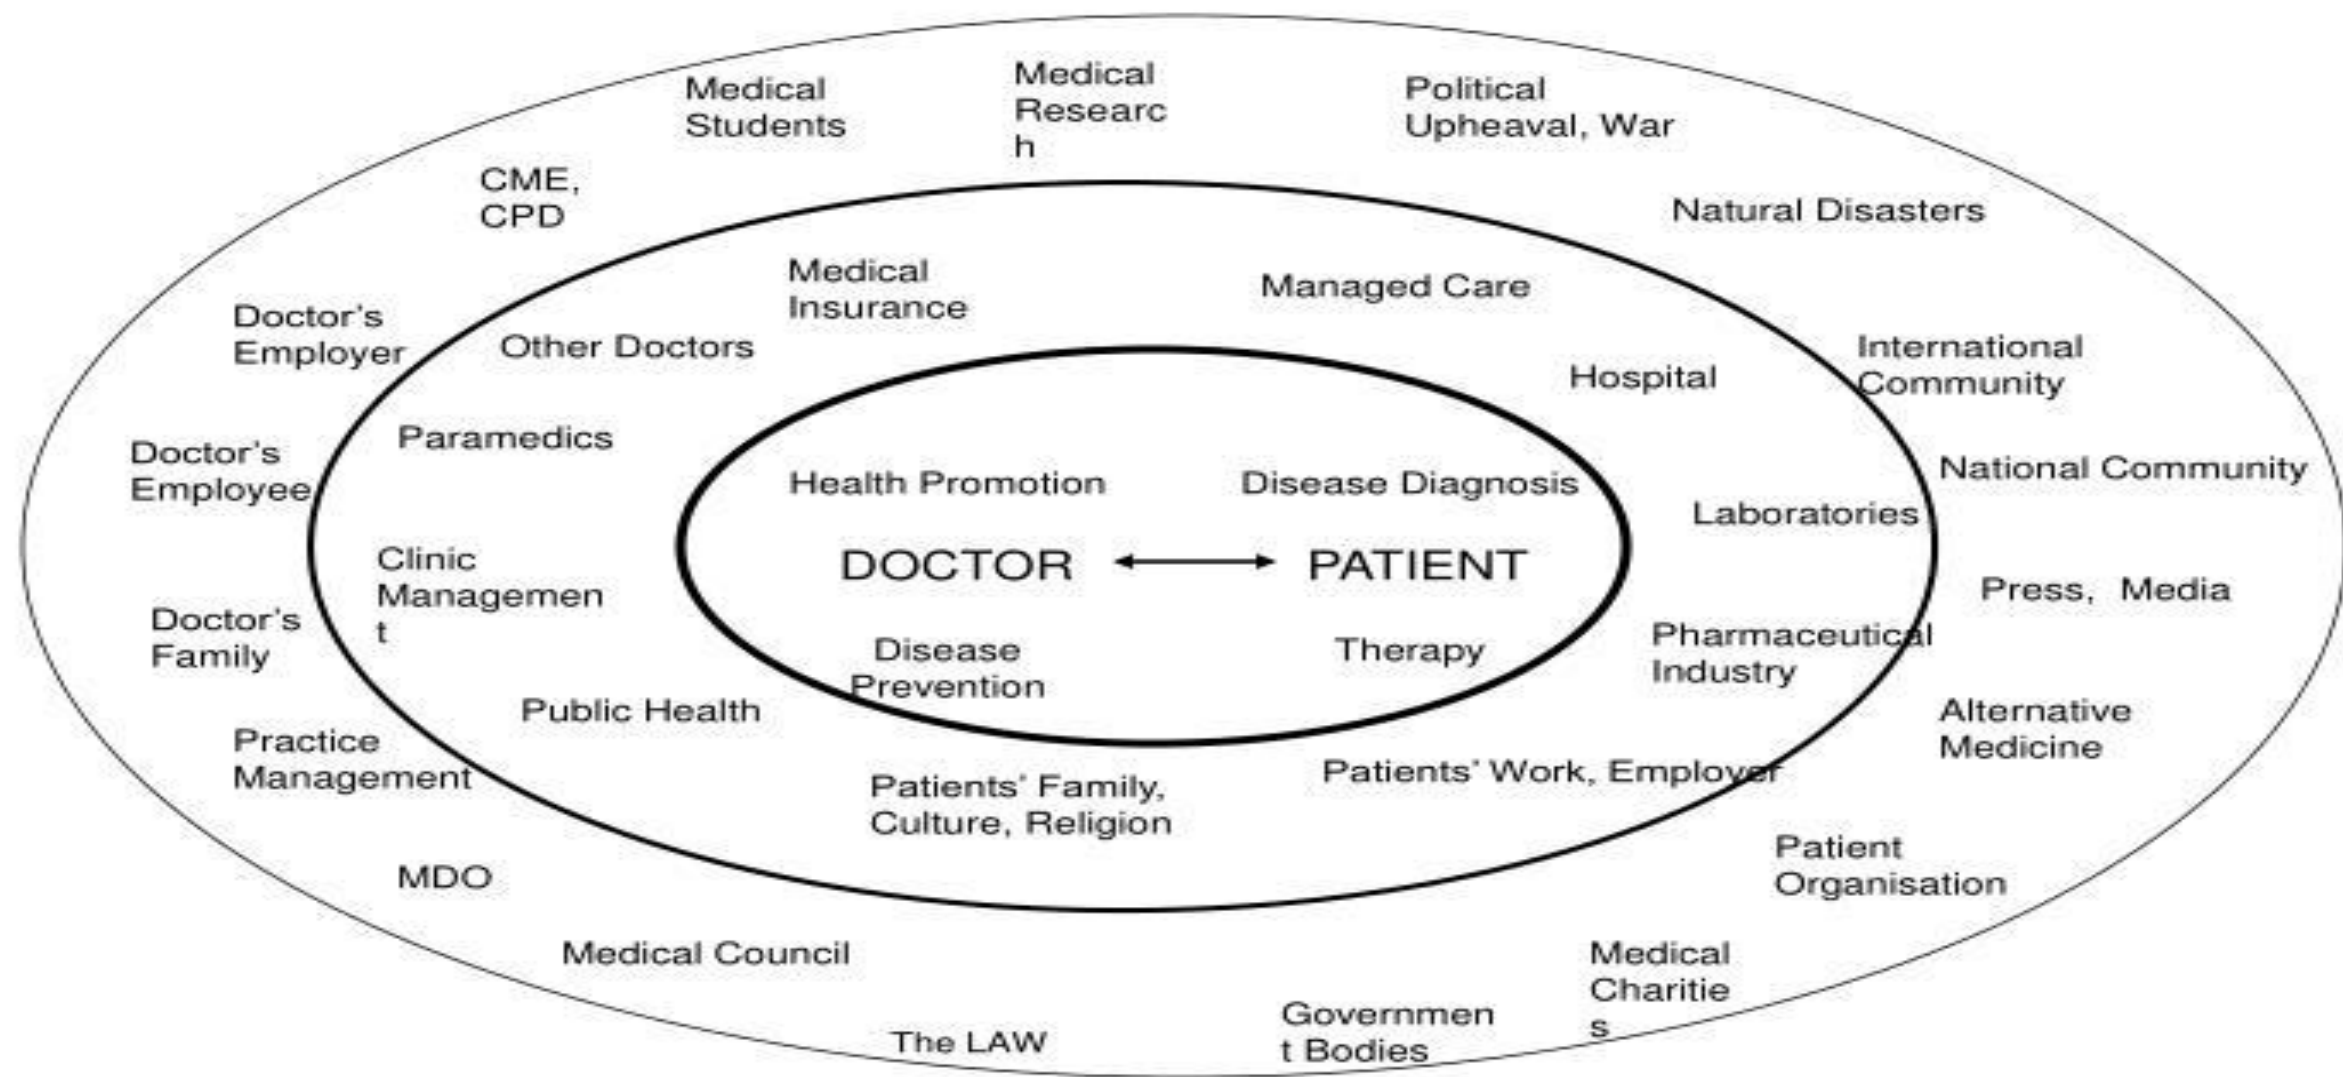 Medical
Students
Medical
Researc
h
Political
Upheaval, War
CME,
CPD
Natural Disasters
Medical
Insurance
Managed Care
Doctor's
Employer
Other Doctors
Hospital
International
Community
Paramedics
Doctor's
Employee
Health Promotion
Disease Diagnosis
National Community
Laboratories
Clinic
Managemen
t
DOCTOR
PATIENT
Press, Media
Doctor's
Family
Disease
Prevention
Therapy
Pharmaceutical
Industry
Public Health
Alternative
Medicine
Practice
Management
Patients' Family,
Culture, Religion
Patients' Work, Employer
MDO
Patient
Organisation
Medical Council
Medical
Charitie
s
The LAW
Governmen
t Bodies